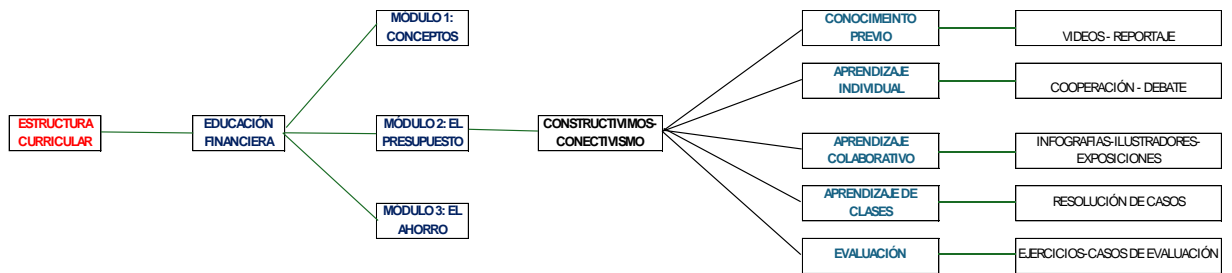 ESTRUCTURA
CURRICULAR
EDUCACIÓN
FINANCIERA
MÓDULO 1:
CONCEPTOS
MÓDULO 2: EL
PRESUPUESTO
MÓDULO 3: EL
AHORRO
CONSTRUCTIVIMOS-
CONECTIVISMO
CONOCIMEINTO
PREVIO
VIDEOS - REPORTAJE
APRENDIZAJE
INDIVIDUAL
COOPERACIÓN - DEBATE
APRENDIZAJE
COLABORATIVO
INFOGRAFIAS-ILUSTRADORES-
EXPOSICIONES
APRENDIZAJE DE
CLASES
RESOLUCIÓN DE CASOS
EVALUACIÓN
EJERCICIOS-CASOS DE EVALUACIÓN